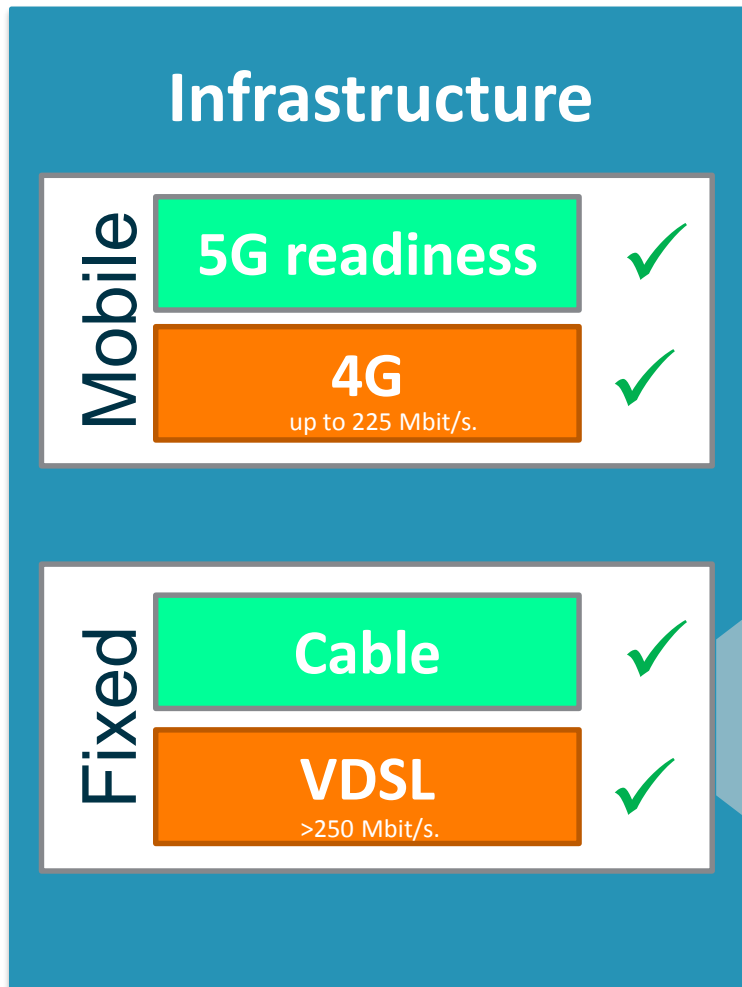 Infrastructure
Mobile
5G readiness
4G
up to 225 Mbit/s.
Fixed
Cable
VDSL
>250 Mbit/s.